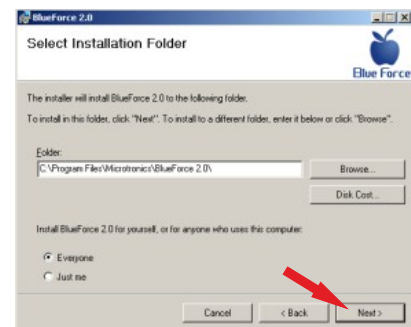 BlueForce 2.0
Select Installation Folder
Blue Force
The installer will install BlueForce 2.0 to the following folder.
To install in this folder, click "Next". To install to a different folder, enter it below or click "Browse".
Folder:
C:\Program Files\Microtronics\BlueForce 2.0\
Browse...
Disk Cost...
Install BlueForce 2.0 for yourself, or for anyone who uses this computer:
Everyone
Just me
Cancel
< Back
Next >